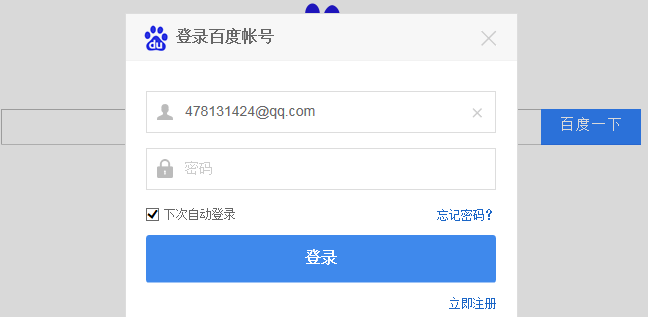 du 登录百度帐号
478131424@qq.com
百度一下
密码
下次自动登录 忘记密码?
登录
立即注册